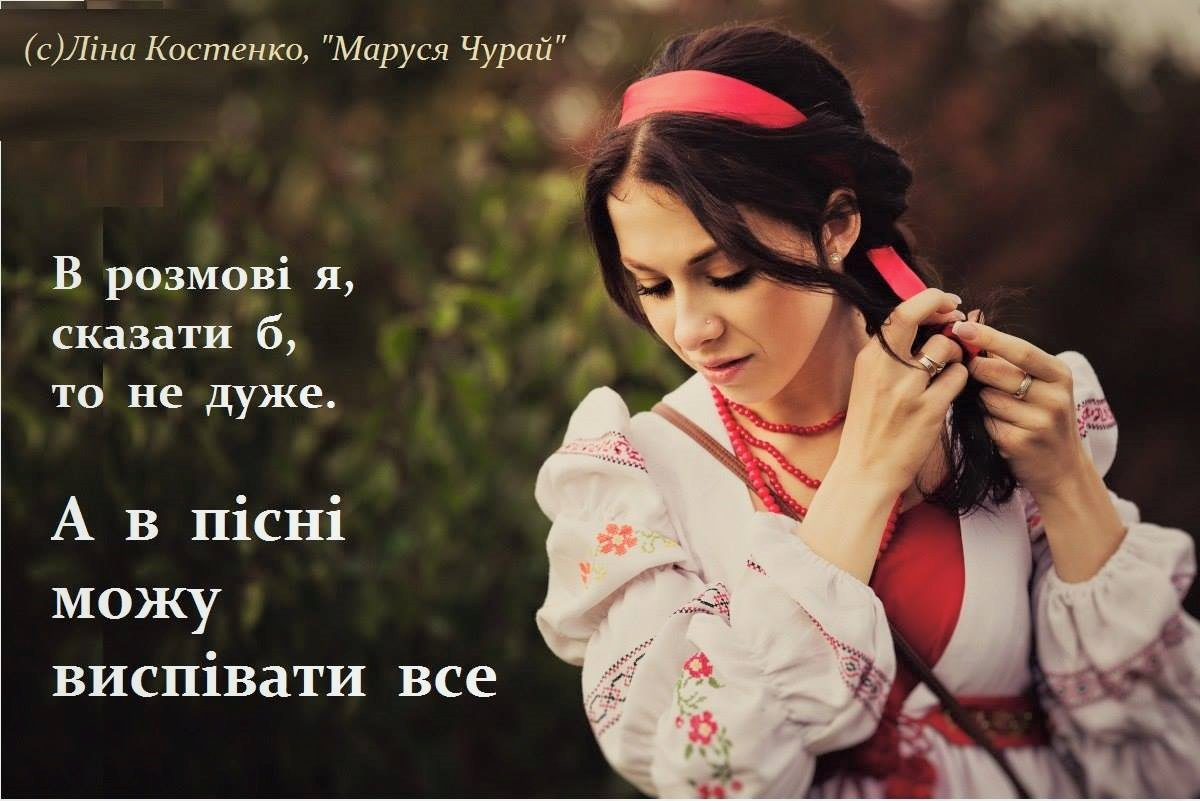 (с)Ліна Костенко, "Маруся Чурай"
В розмові я,
сказати б,
то не дуже.
А в пісні
можу
виспівати все